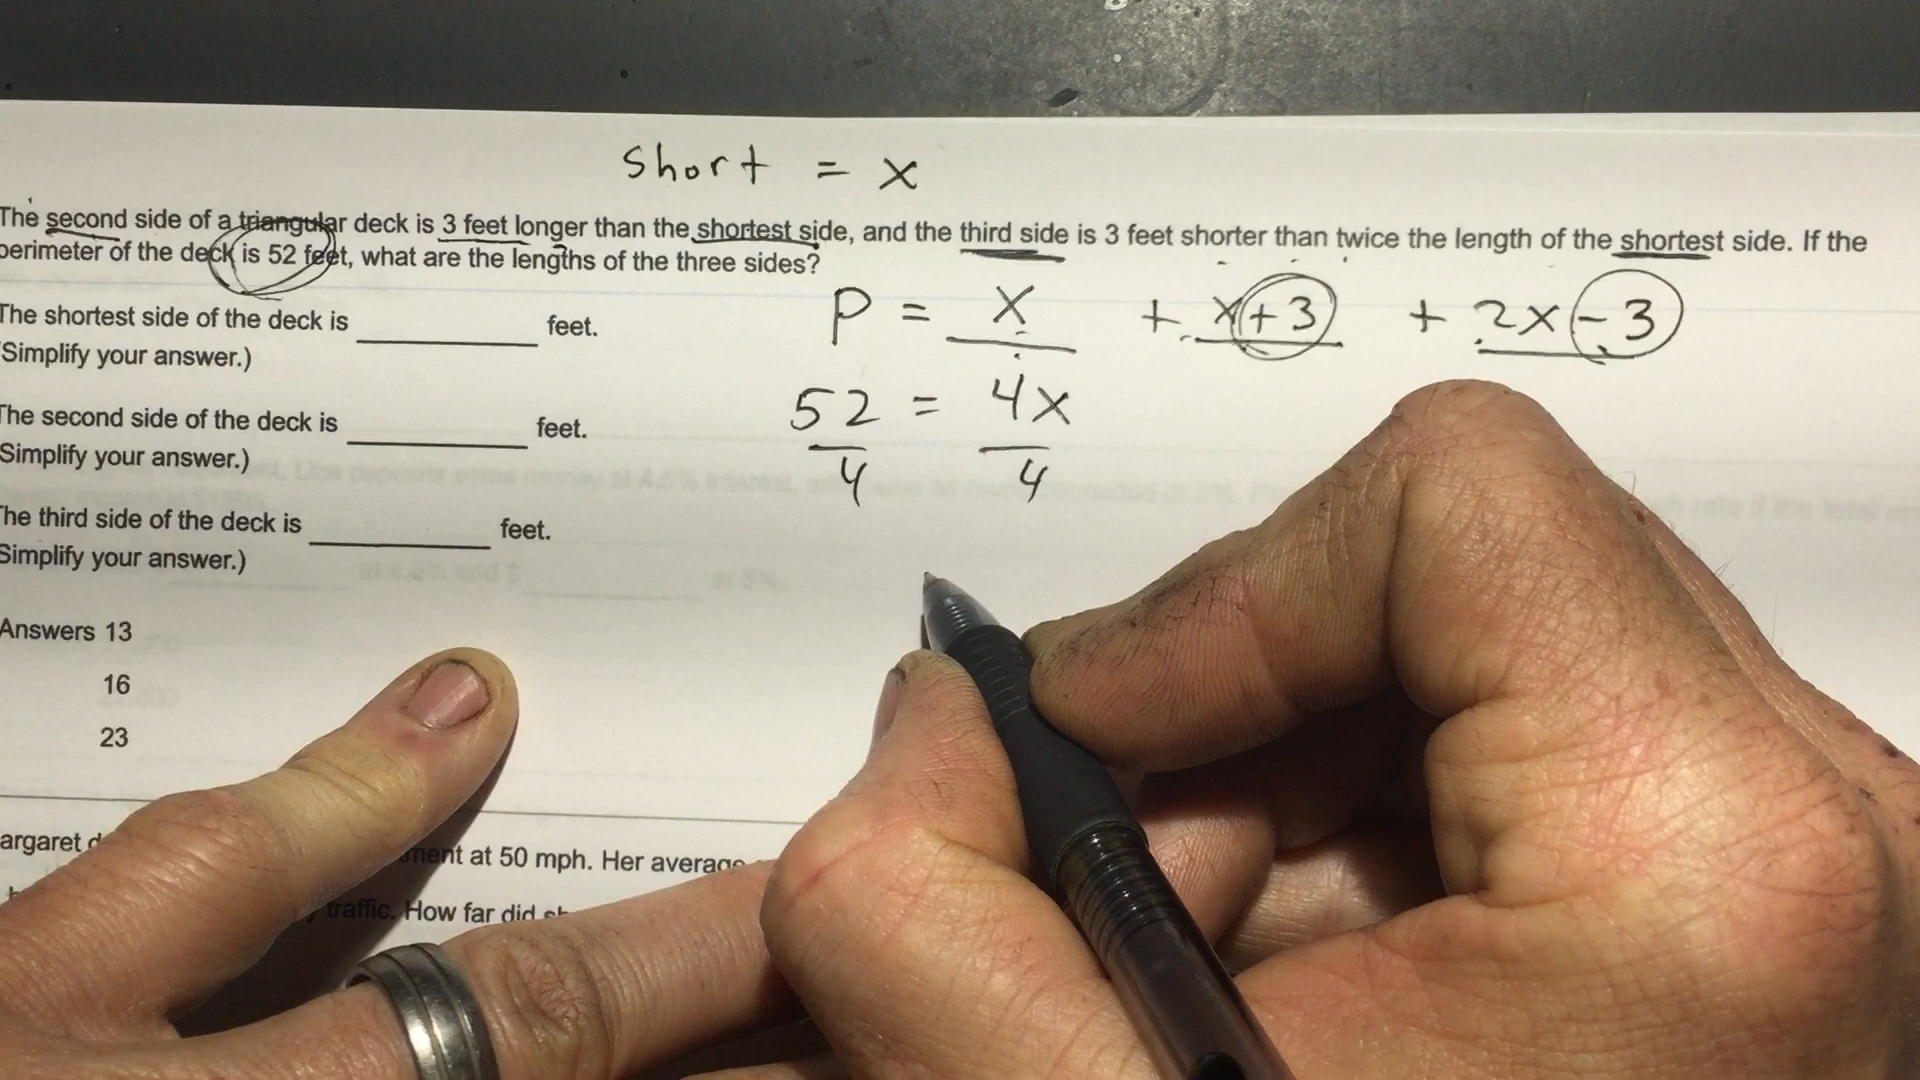 short = x
The second side of a triangular deck is 3 feet longer than the shortest side, and the third side is 3 feet shorter than twice the length of the shortest side. If the
perimeter of the deck is 52 feet, what are the lengths of the three sides?
P = x + x+3 + 2x-3
The shortest side of the deck is ____ feet.
(Simplify your answer.)
52 = 4x
4 4
The second side of the deck is ____ feet.
Simplify your answer.)
The third side of the deck is ____ feet.
Simplify your answer.)
Answers 13
16
23
argaret
ment at 50 mph. Her average
traffic. How far did